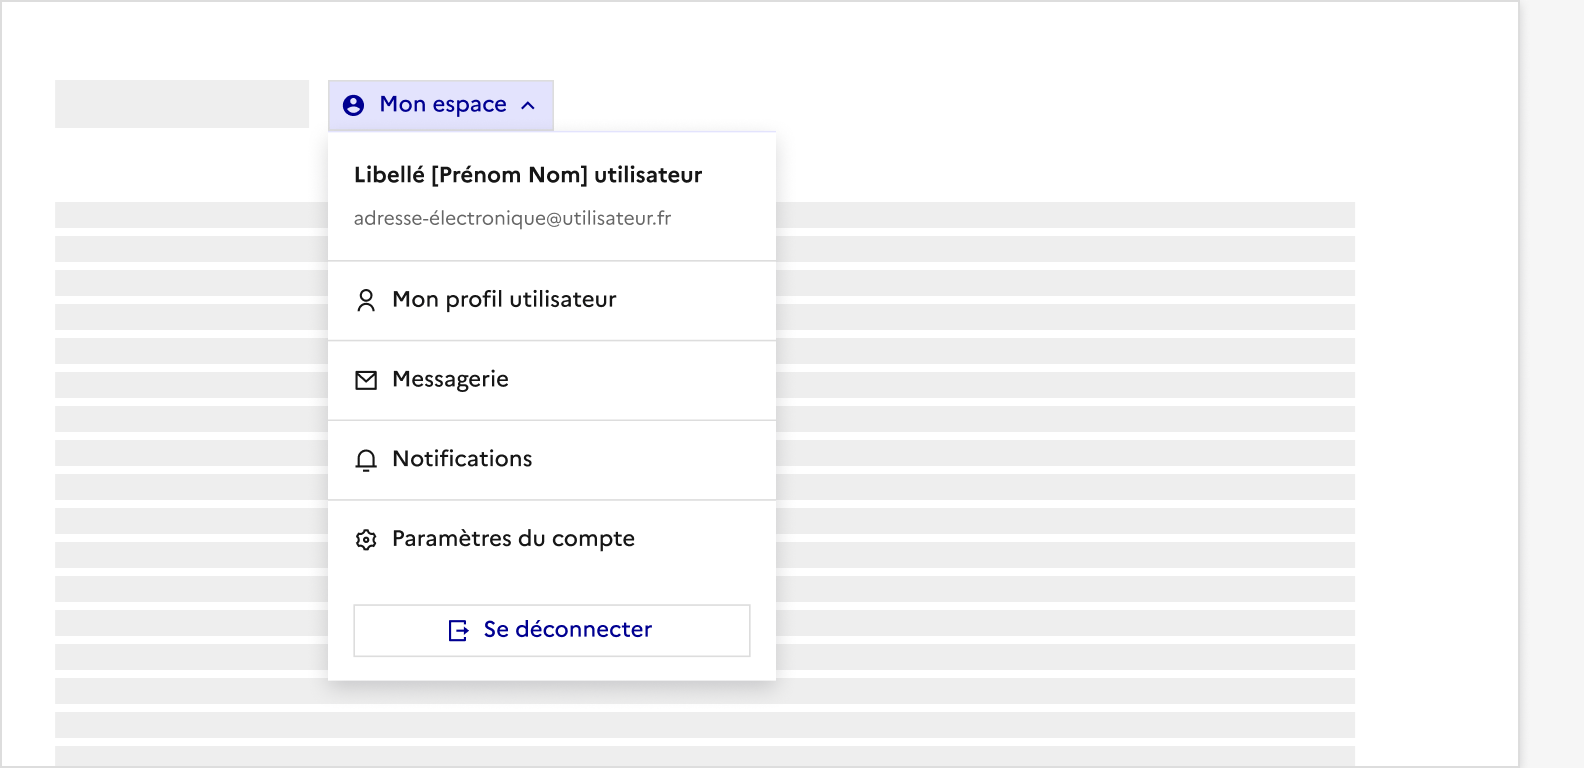 Mon espace
Libellé [Prénom Nom] utilisateur
adresse-électronique@utilisateur.fr
Mon profil utilisateur
Messagerie
Notifications
Paramètres du compte
Se déconnecter